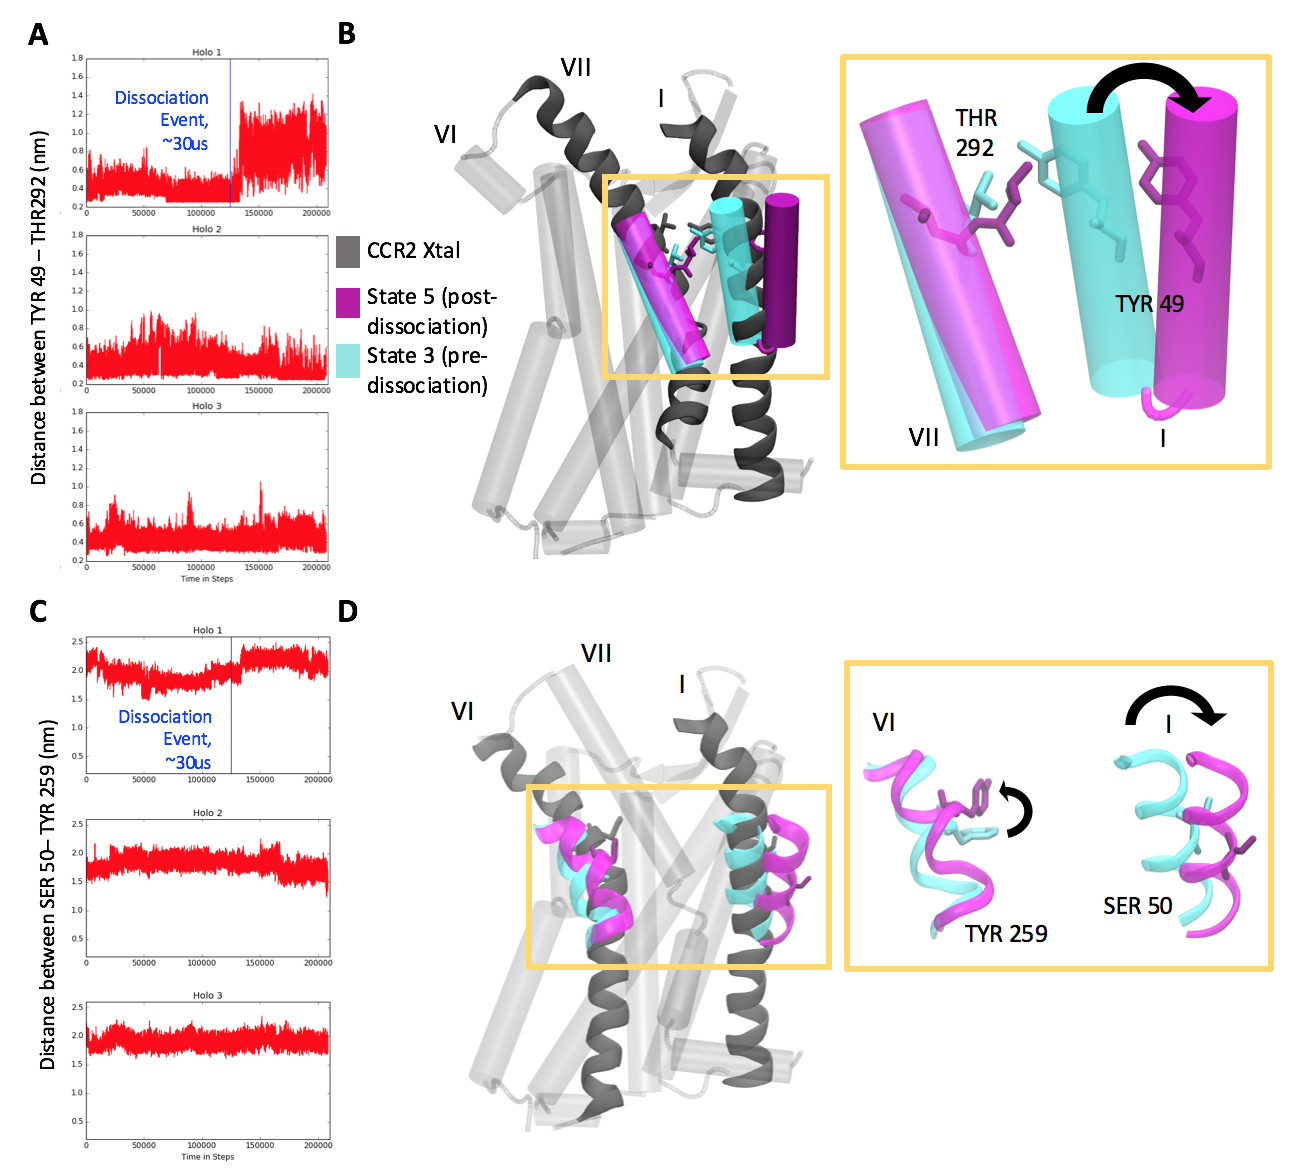 A
B
Distance between TYR 49 – THR292 (nm)
Holo 1
1.8
1.6
1.4
1.2
1.0
0.8
0.6
0.4
0.2
Dissociation
Event,
~30us
0 50000 100000 150000 200000
Holo 2
1.8
1.6
1.4
1.2
1.0
0.8
0.6
0.4
0.2
0 50000 100000 150000 200000
Holo 3
1.8
1.6
1.4
1.2
1.0
0.8
0.6
0.4
0.2
0 50000 100000 150000 200000
Time in Steps
VII
VI
I
CCR2 Xtal
State 5 (post-
dissociation)
State 3 (pre-
dissociation)
THR
292
TYR 49
VII
I
C
D
Distance between SER 50– TYR 259 (nm)
Holo 1
2.5
2.0
1.5
1.0
0.5
Dissociation
Event,
~30us
0 50000 100000 150000 200000
Holo 2
2.5
2.0
1.5
1.0
0.5
0 50000 100000 150000 200000
Holo 3
2.5
2.0
1.5
1.0
0.5
0 50000 100000 150000 200000
Time in Steps
VII
VI
I
VI
I
SER 50
TYR 259